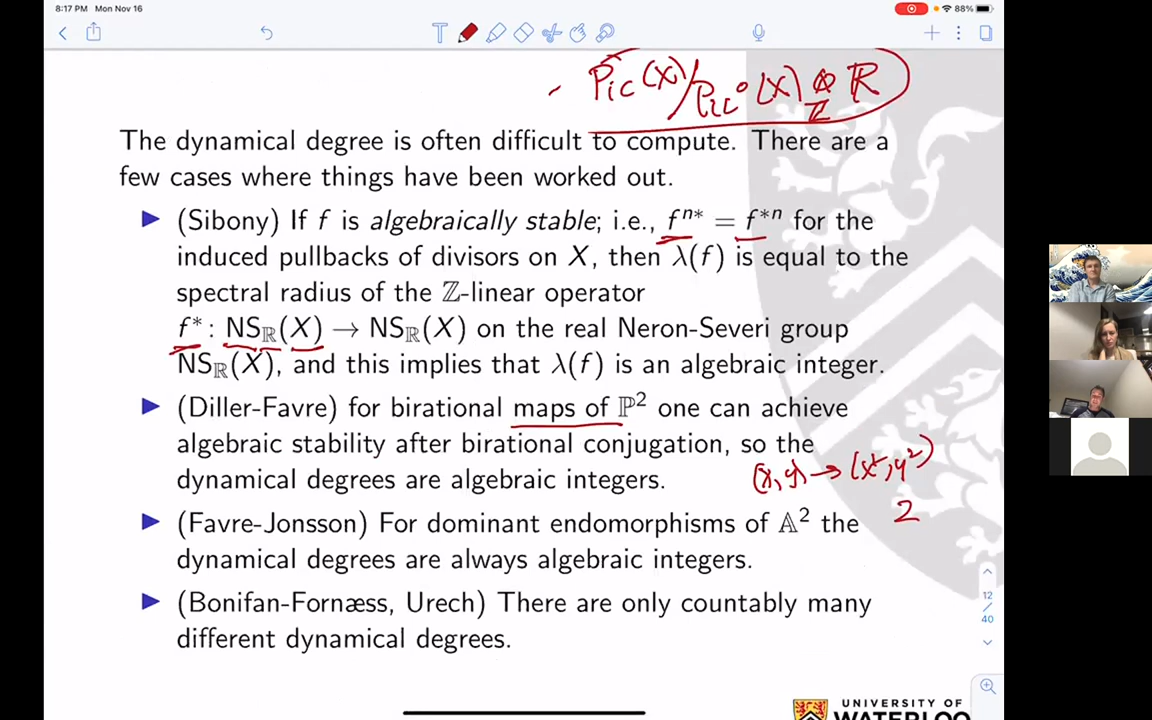 8:17 PM Mon Nov 16
88%
Pic(X)/Pic⁰(X) ⊗ ℝ
ℤ
The dynamical degree is often difficult to compute. There are a
few cases where things have been worked out.
(Sibony) If f is algebraically stable; i.e., fⁿ* = f*ⁿ for the
induced pullbacks of divisors on X, then λ(f) is equal to the
spectral radius of the ℤ-linear operator
f* : NSℝ(X) → NSℝ(X) on the real Neron-Severi group
NSℝ(X), and this implies that λ(f) is an algebraic integer.
(Diller-Favre) for birational maps of ℙ² one can achieve
algebraic stability after birational conjugation, so the
dynamical degrees are algebraic integers.
(x,y) → (x²,y²)
2
(Favre-Jonsson) For dominant endomorphisms of 𝔸² the
dynamical degrees are always algebraic integers.
(Bonifan-Fornæss, Urech) There are only countably many
different dynamical degrees.
12
/
40
UNIVERSITY OF
WATERLOO